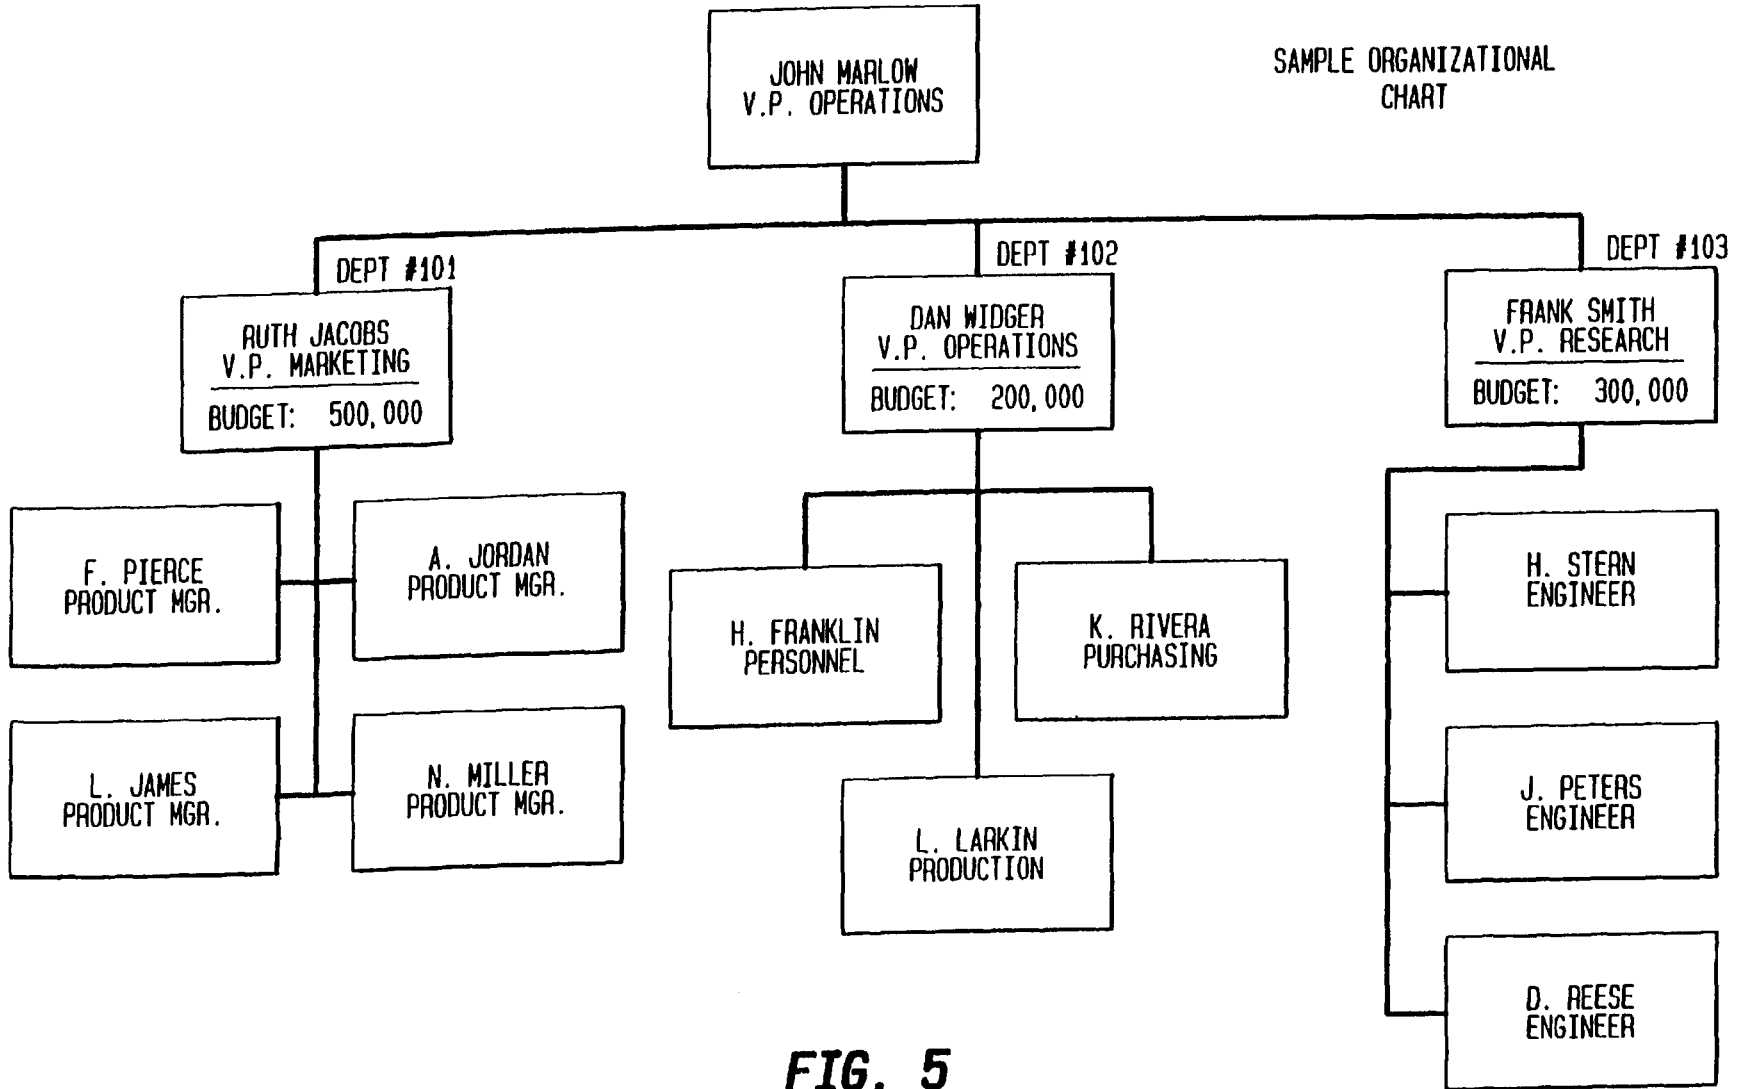 JOHN MARLOW
V.P. OPERATIONS
SAMPLE ORGANIZATIONAL
CHART
DEPT #101
RUTH JACOBS
V.P. MARKETING
BUDGET: 500,000
DEPT #102
DAN WIDGER
V.P. OPERATIONS
BUDGET: 200,000
DEPT #103
FRANK SMITH
V.P. RESEARCH
BUDGET: 300,000
F. PIERCE
PRODUCT MGR.
A. JORDAN
PRODUCT MGR.
L. JAMES
PRODUCT MGR.
N. MILLER
PRODUCT MGR.
H. FRANKLIN
PERSONNEL
K. RIVERA
PURCHASING
L. LARKIN
PRODUCTION
H. STERN
ENGINEER
J. PETERS
ENGINEER
D. REESE
ENGINEER
FIG. 5